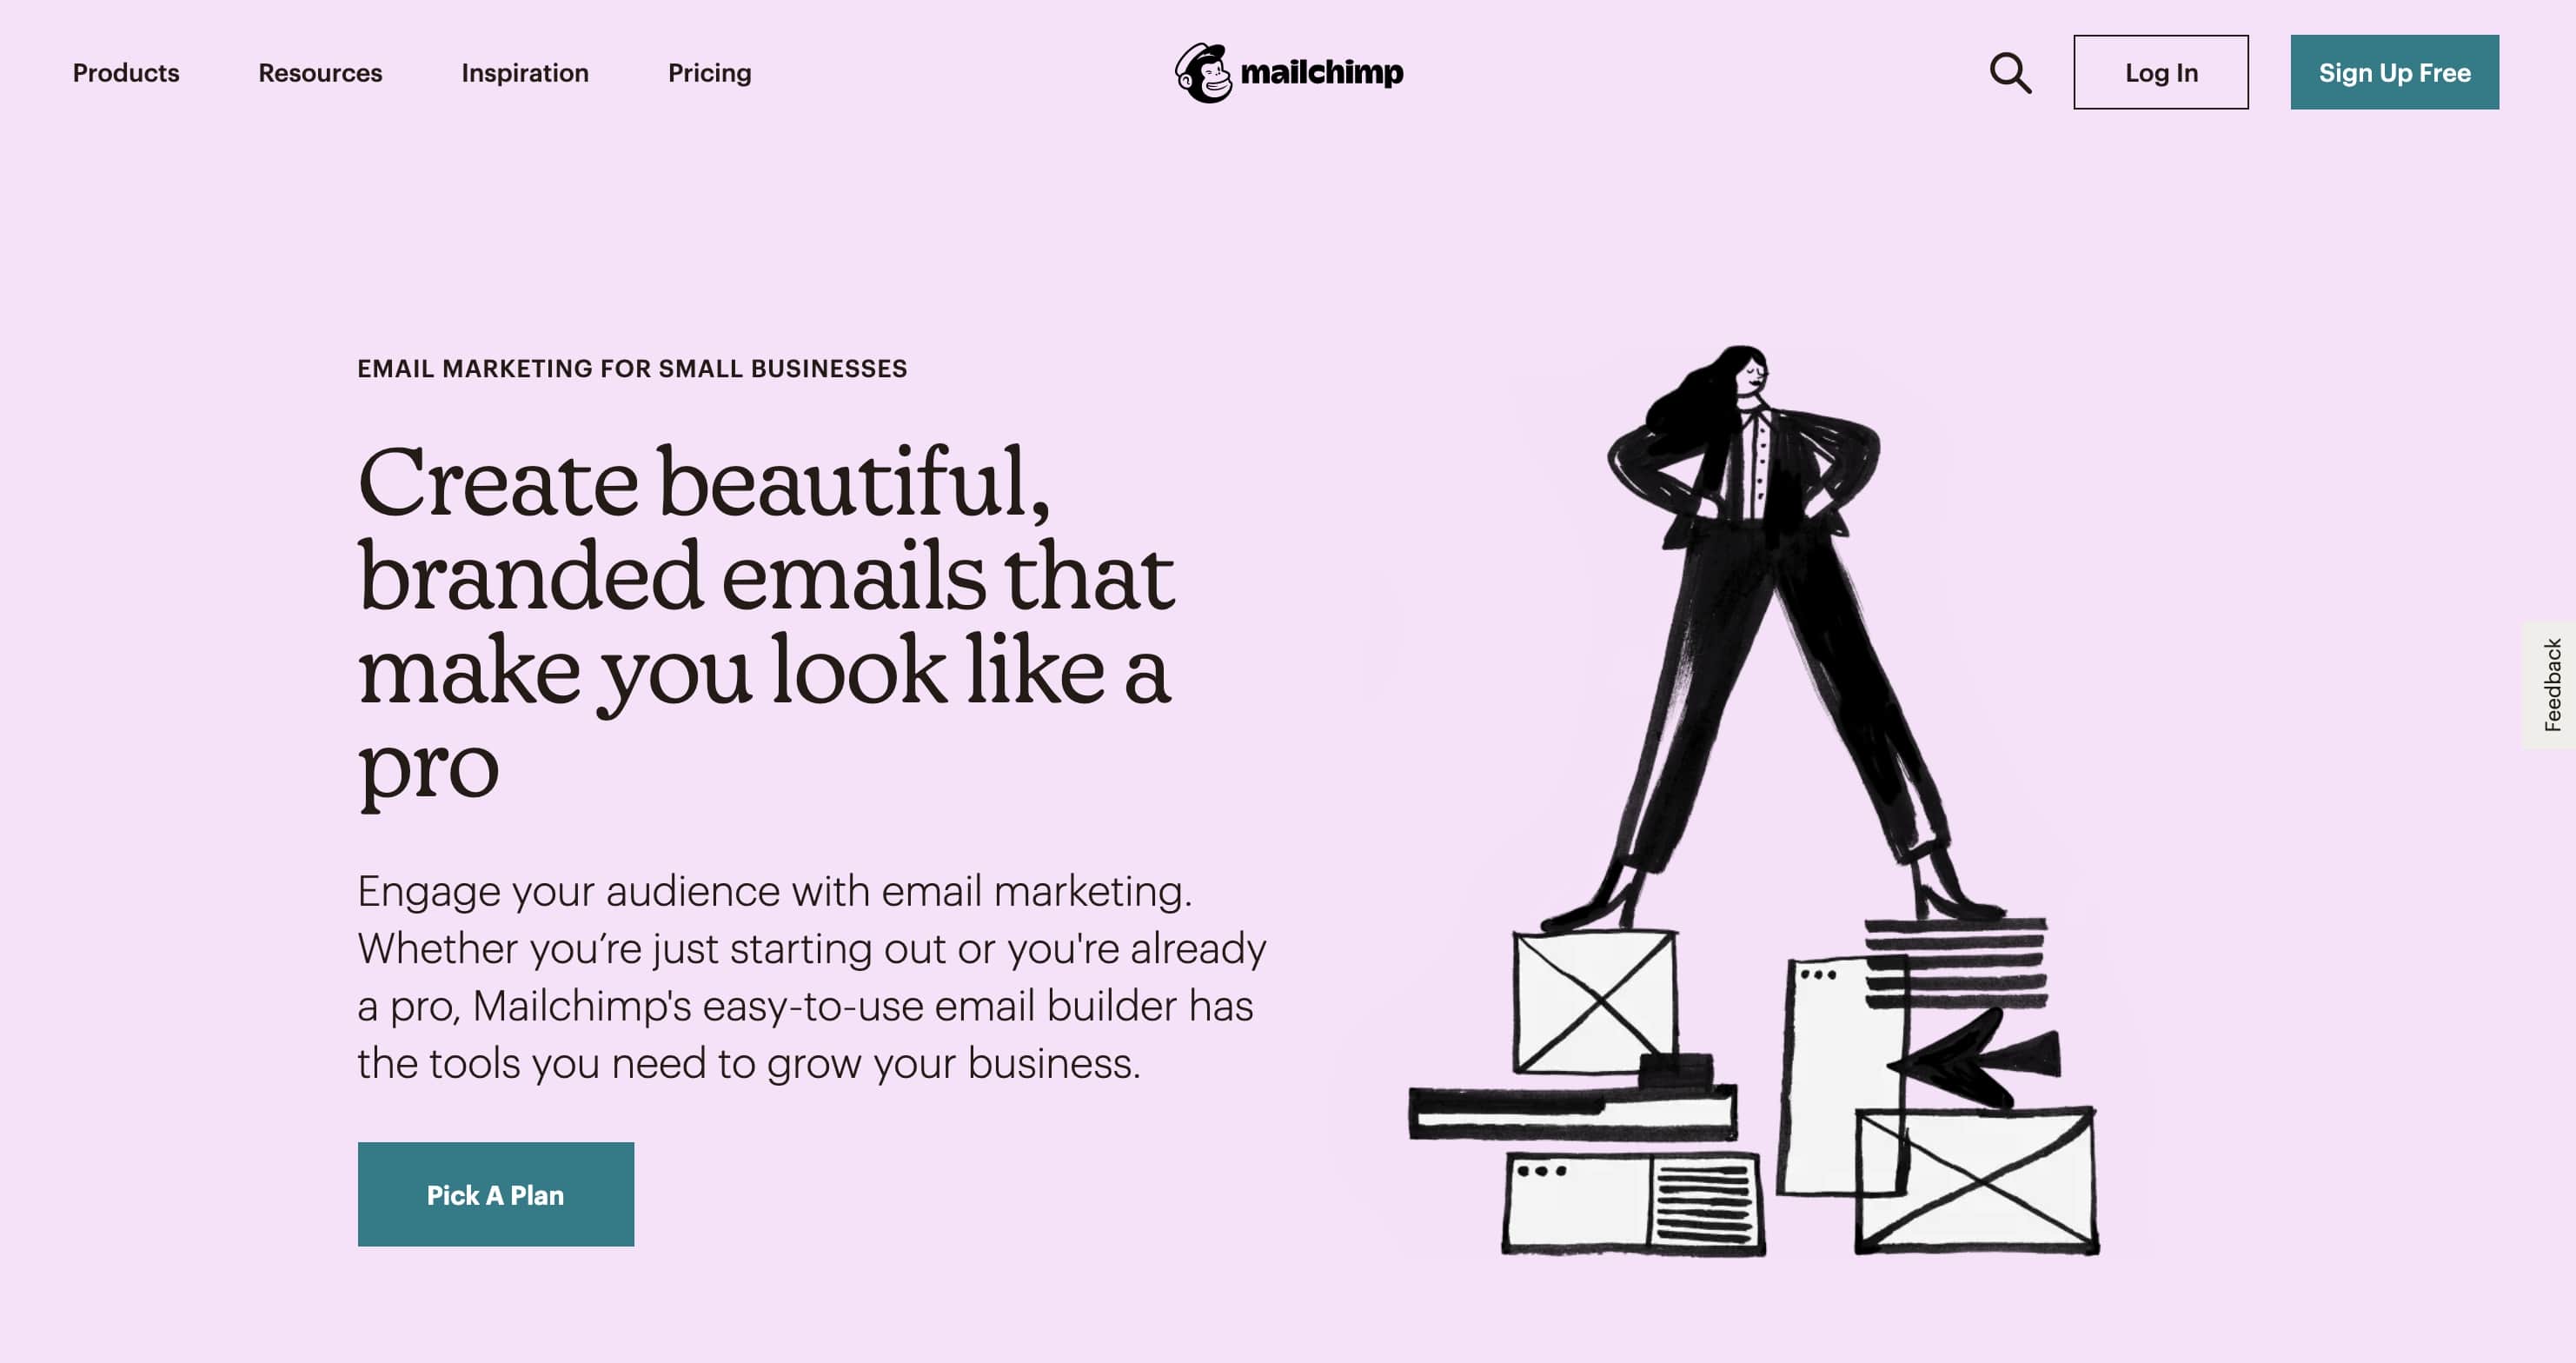 Products
Resources
Inspiration
Pricing
mailchimp
Log In
Sign Up Free
EMAIL MARKETING FOR SMALL BUSINESSES
Create beautiful,
branded emails that
make you look like a
pro
Engage your audience with email marketing.
Whether you’re just starting out or you're already
a pro, Mailchimp's easy-to-use email builder has
the tools you need to grow your business.
Pick A Plan
Feedback